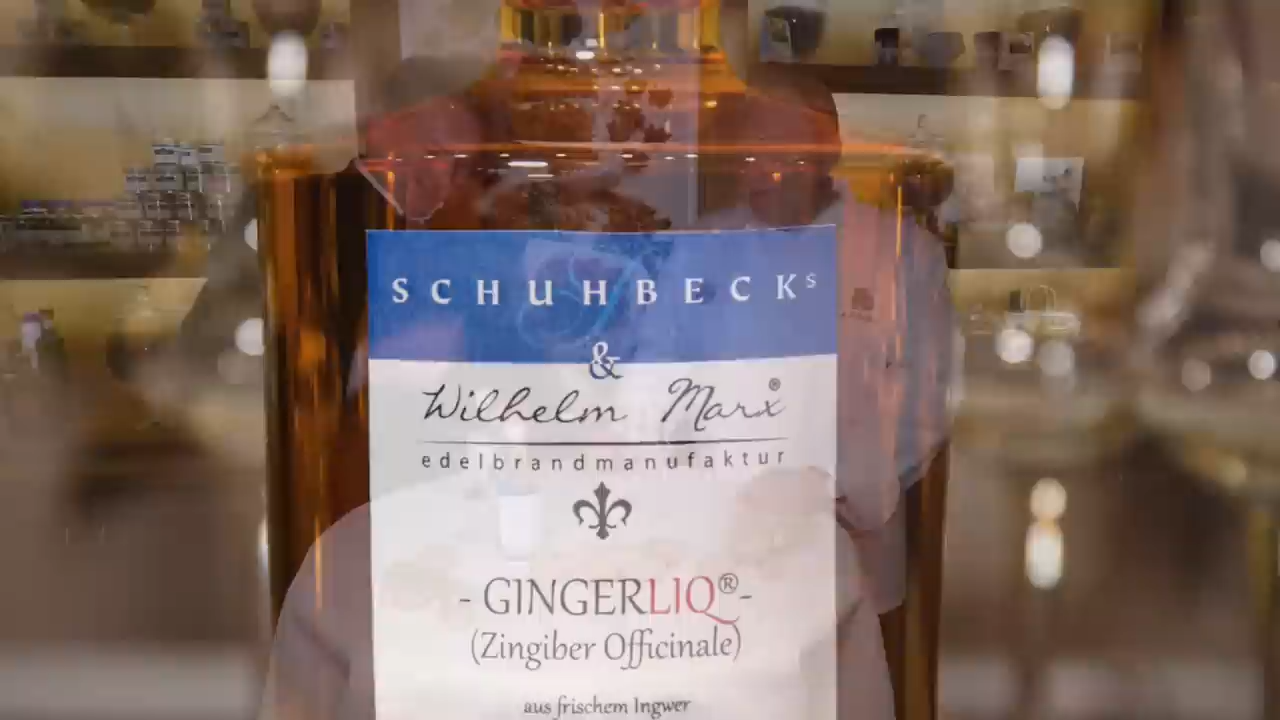 SCHUHBECKs
&
Wilhelm Marx®
edelbrandmanufaktur
- GINGERLIQ® -
(Zingiber Officinale)
aus frischem Ingwer